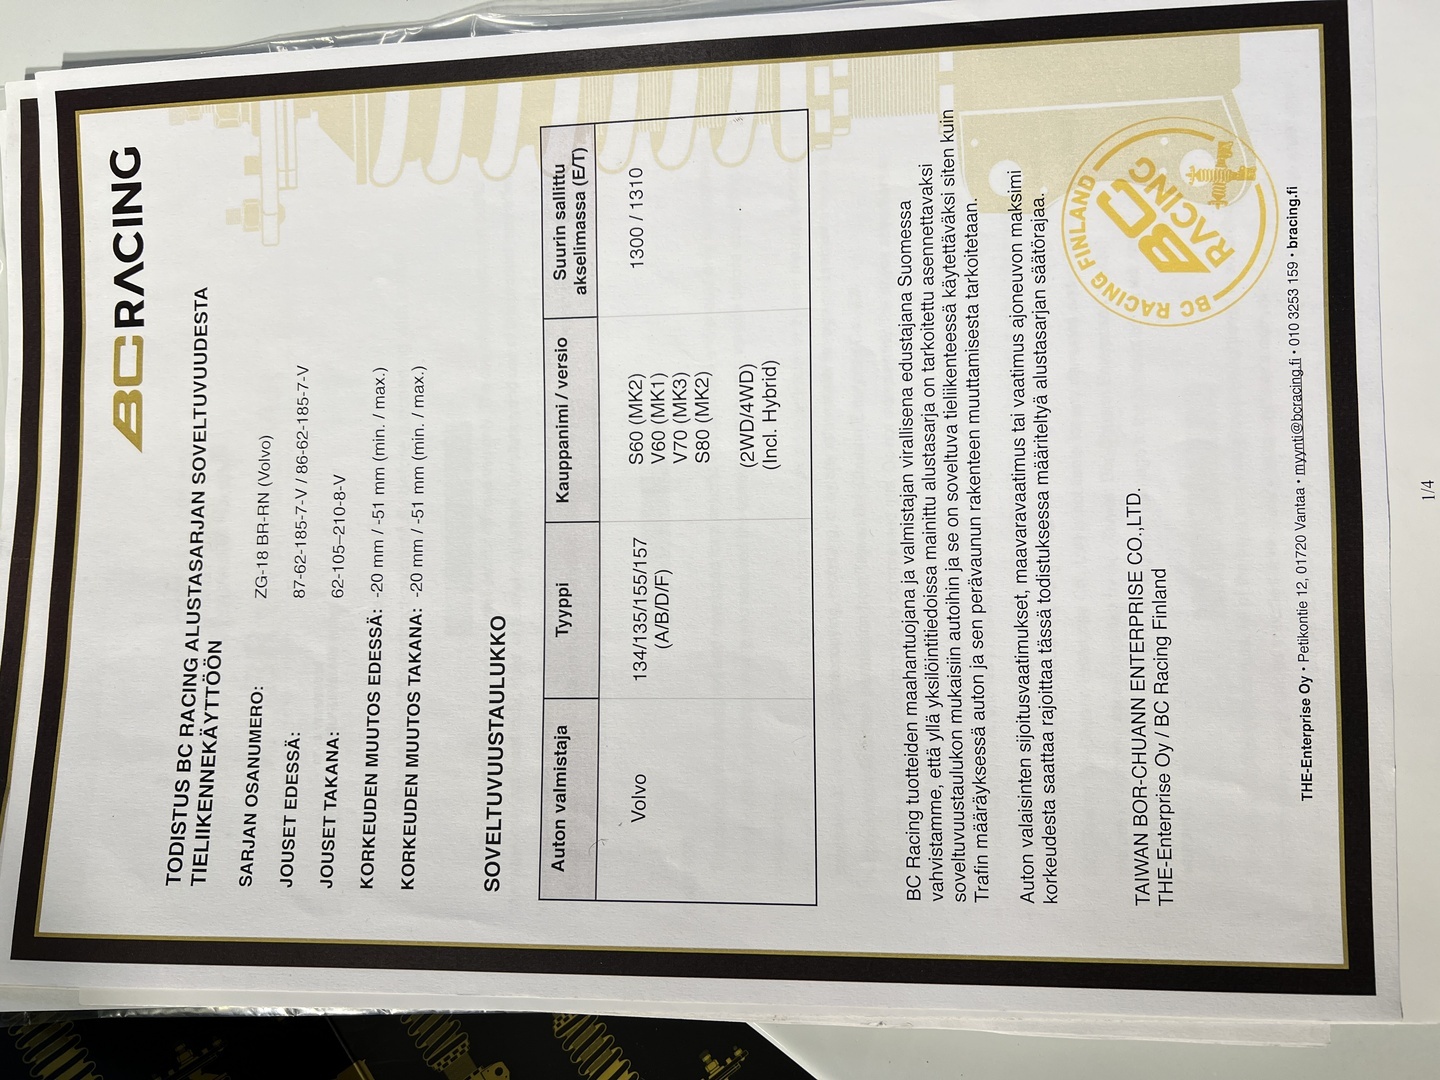 BC RACING
TODISTUS BC RACING ALUSTASARJAN SOVELTUVUUDESTA
TIELIIKENNEKÄYTTÖÖN
SARJAN OSANUMERO: ZG-18 BR-RN (Volvo)
JOUSET EDESSÄ: 87-62-185-7-V / 86-62-185-7-V
JOUSET TAKANA: 62-105–210-8-V
KORKEUDEN MUUTOS EDESSÄ: -20 mm / -51 mm (min. / max.)
KORKEUDEN MUUTOS TAKANA: -20 mm / -51 mm (min. / max.)
SOVELTUVUUSTAULUKKO
Auton valmistaja
Tyyppi
Kauppanimi / versio
Suurin sallittu
akselimassa (E/T)
Volvo
134/135/155/157
(A/B/D/F)
S60 (MK2)
V60 (MK1)
V70 (MK3)
S80 (MK2)
(2WD/4WD)
(Incl. Hybrid)
1300 / 1310
BC Racing tuotteiden maahantuojana ja valmistajan virallisena edustajana Suomessa
vahvistamme, että yllä yksilöintitiedoissa mainittu alustasarja on tarkoitettu asennettavaksi
soveltuvuustaulukon mukaisiin autoihin ja se on soveltuva tieliikenteessä käytettäväksi siten kuin
Trafin määräyksessä auton ja sen perävaunun rakenteen muuttamisesta tarkoitetaan.
Auton valaisinten sijoitusvaatimukset, maavaravaatimus tai vaatimus ajoneuvon maksimi
korkeudesta saattaa rajoittaa tässä todistuksessa määriteltyä alustasarjan säätörajaa.
TAIWAN BOR-CHUANN ENTERPRISE CO.,LTD.
THE-Enterprise Oy / BC Racing Finland
BC RACING FINLAND
BC
RACING
BC RACING
THE-Enterprise Oy • Petikontie 12, 01720 Vantaa • myynti@bcracing.fi • 010 3253 159 • bracing.fi
1/4